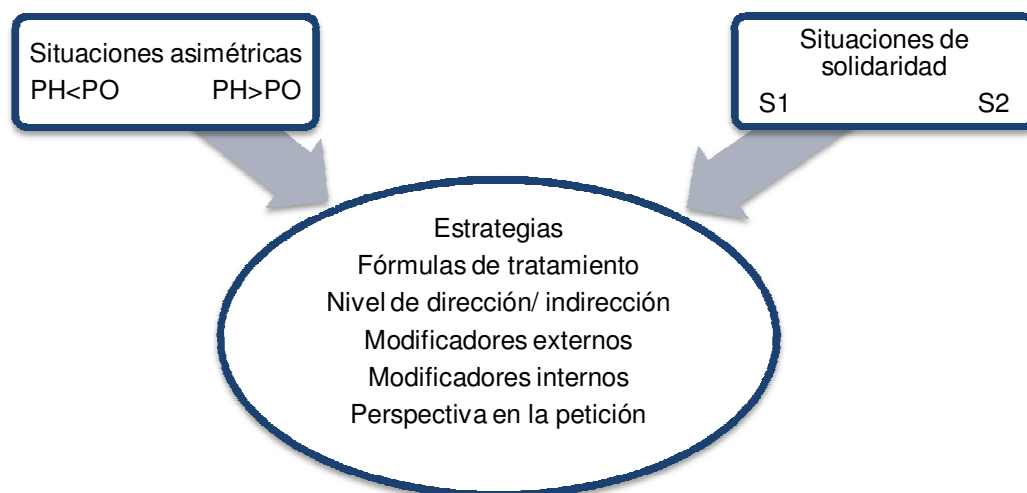 Situaciones asimétricas
PH<PO PH>PO
Situaciones de
solidaridad
S1 S2
Estrategias
Fórmulas de tratamiento
Nivel de dirección/ indirección
Modificadores externos
Modificadores internos
Perspectiva en la petición